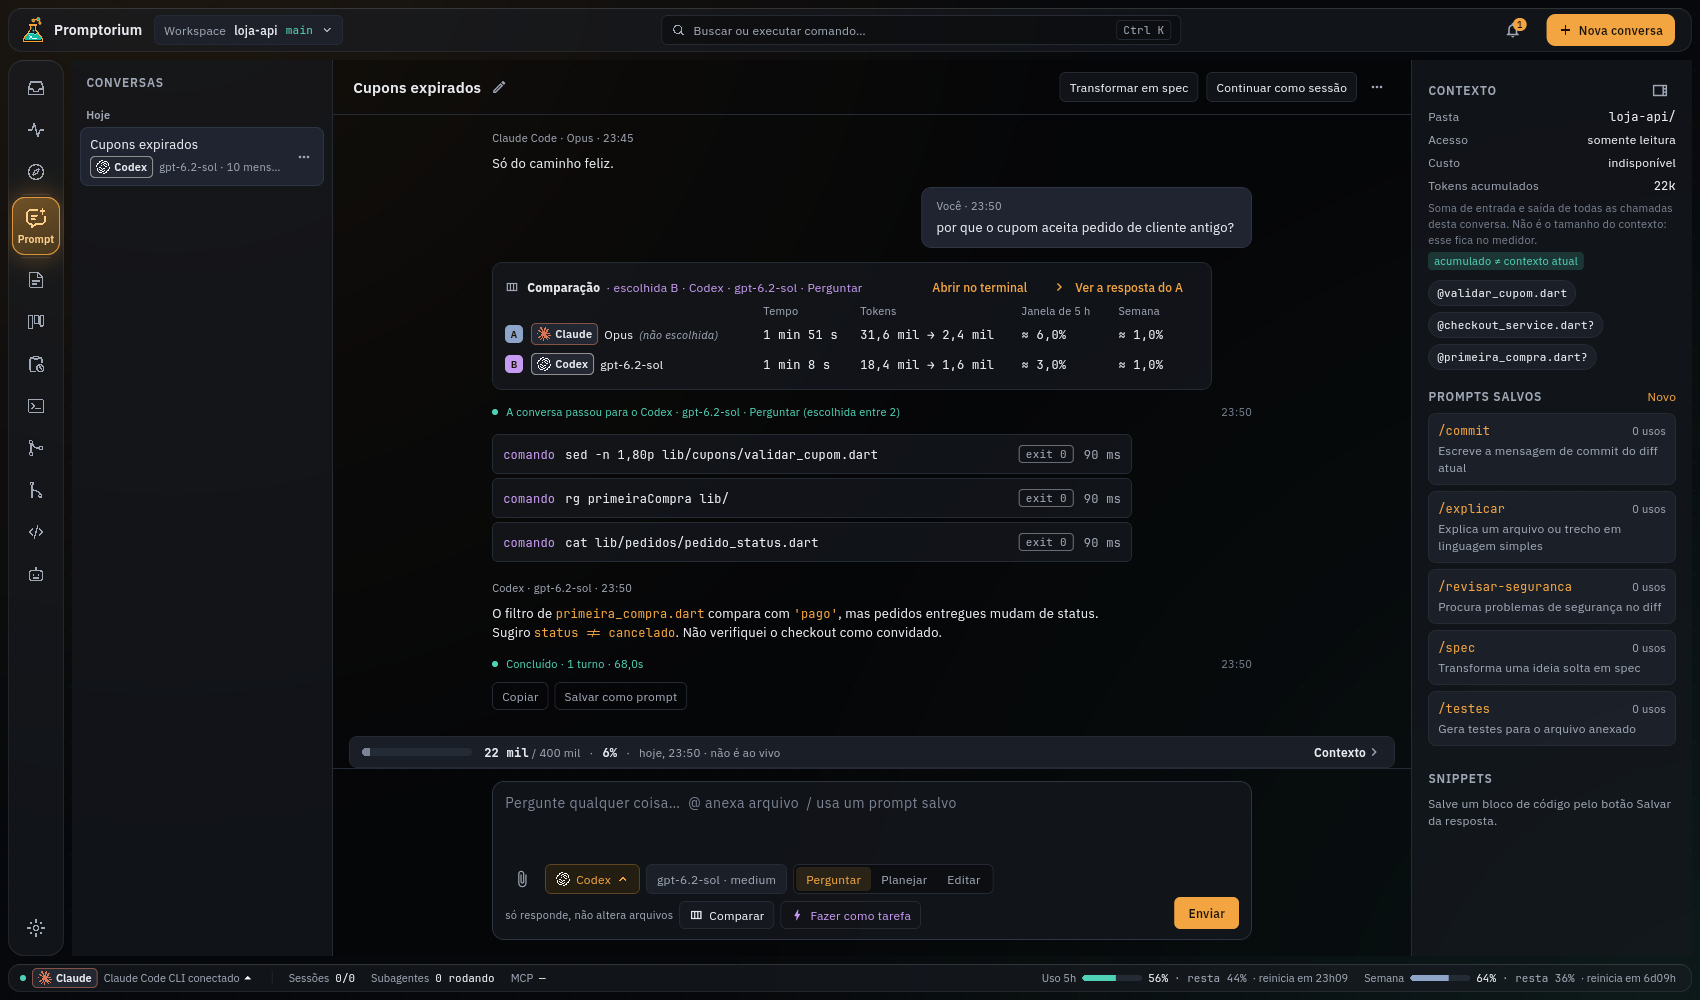 Promptorium
Workspace loja-api main
Buscar ou executar comando... Ctrl K
1
+ Nova conversa
Prompt
CONVERSAS
Hoje
Cupons expirados
Codex gpt-6.2-sol · 10 mens...
Cupons expirados
Transformar em spec
Continuar como sessão
Claude Code · Opus · 23:45
Só do caminho feliz.
Você · 23:50
por que o cupom aceita pedido de cliente antigo?
Comparação · escolhida B · Codex · gpt-6.2-sol · Perguntar Abrir no terminal Ver a resposta do A
Tempo Tokens Janela de 5 h Semana
A Claude Opus (não escolhida) 1 min 51 s 31,6 mil → 2,4 mil ≈ 6,0% ≈ 1,0%
B Codex gpt-6.2-sol 1 min 8 s 18,4 mil → 1,6 mil ≈ 3,0% ≈ 1,0%
A conversa passou para o Codex · gpt-6.2-sol · Perguntar (escolhida entre 2) 23:50
comando sed -n 1,80p lib/cupons/validar_cupom.dart exit 0 90 ms
comando rg primeiraCompra lib/ exit 0 90 ms
comando cat lib/pedidos/pedido_status.dart exit 0 90 ms
Codex · gpt-6.2-sol · 23:50
O filtro de primeira_compra.dart compara com 'pago', mas pedidos entregues mudam de status.
Sugiro status ≠ cancelado. Não verifiquei o checkout como convidado.
Concluído · 1 turno · 68,0s 23:50
Copiar
Salvar como prompt
22 mil / 400 mil · 6% · hoje, 23:50 · não é ao vivo Contexto
Pergunte qualquer coisa... @ anexa arquivo / usa um prompt salvo
Codex gpt-6.2-sol · medium Perguntar Planejar Editar
só responde, não altera arquivos Comparar Fazer como tarefa Enviar
CONTEXTO
Pasta loja-api/
Acesso somente leitura
Custo indisponível
Tokens acumulados 22k
Soma de entrada e saída de todas as chamadas
desta conversa. Não é o tamanho do contexto:
esse fica no medidor.
acumulado ≠ contexto atual
@validar_cupom.dart
@checkout_service.dart?
@primeira_compra.dart?
PROMPTS SALVOS Novo
/commit 0 usos
Escreve a mensagem de commit do diff
atual
/explicar 0 usos
Explica um arquivo ou trecho em
linguagem simples
/revisar-seguranca 0 usos
Procura problemas de segurança no diff
/spec 0 usos
Transforma uma ideia solta em spec
/testes 0 usos
Gera testes para o arquivo anexado
SNIPPETS
Salve um bloco de código pelo botão Salvar
da resposta.
Claude Claude Code CLI conectado Sessões 0/0 Subagentes 0 rodando MCP — Uso 5h 56% · resta 44% · reinicia em 23h09 Semana 64% · resta 36% · reinicia em 6d09h